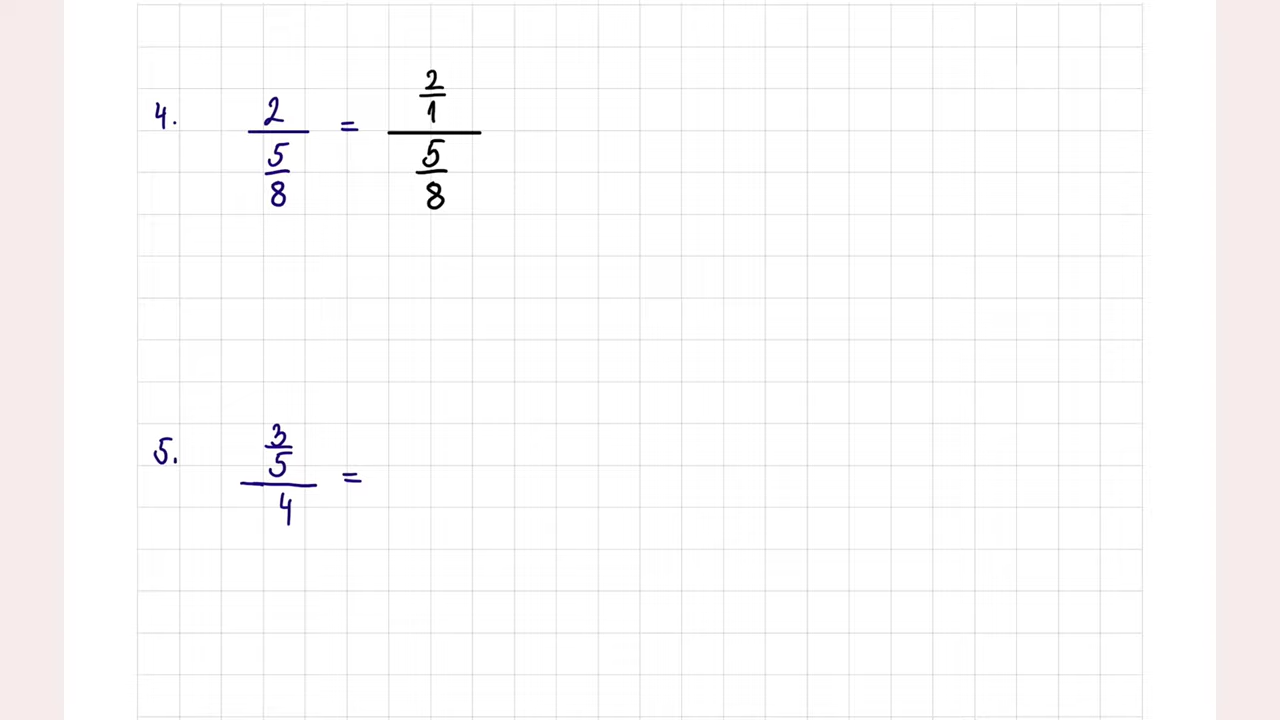 4. 2/(5/8) = (2/1)/(5/8)
5. (3/5)/4 =